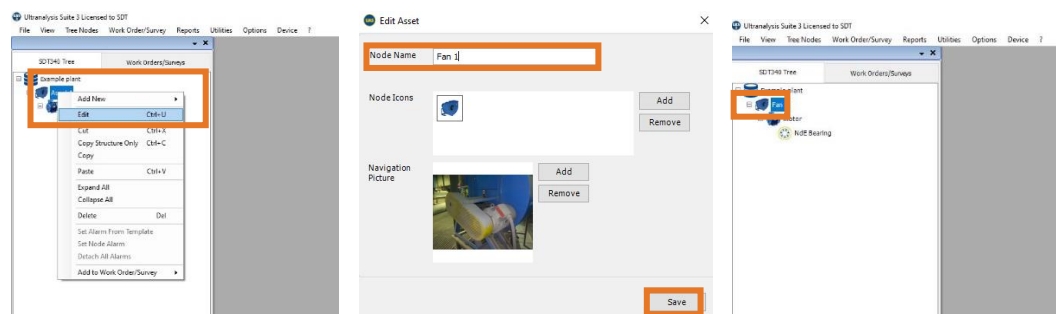 Ultranalysis Suite 3 Licensed to SDT
File View Tree Nodes Work Order/Survey Reports Utilities Options Device ?
SDT340 Tree Work Orders/Surveys
Example plant
Add New
Edit Ctrl+U
Cut Ctrl+X
Copy Structure Only Ctrl+C
Copy
Paste Ctrl+V
Expand All
Collapse All
Delete Del
Set Alarm From Template
Set Node Alarm
Detach All Alarms
Add to Work Order/Survey
Edit Asset
Node Name Fan 1
Node Icons
Add
Remove
Navigation
Picture
Add
Remove
Save
Ultranalysis Suite 3 Licensed to SDT
File View Tree Nodes Work Order/Survey Reports Utilities Options Device ?
SDT340 Tree Work Orders/Surveys
Example plant
Fan
Motor
NdE Bearing